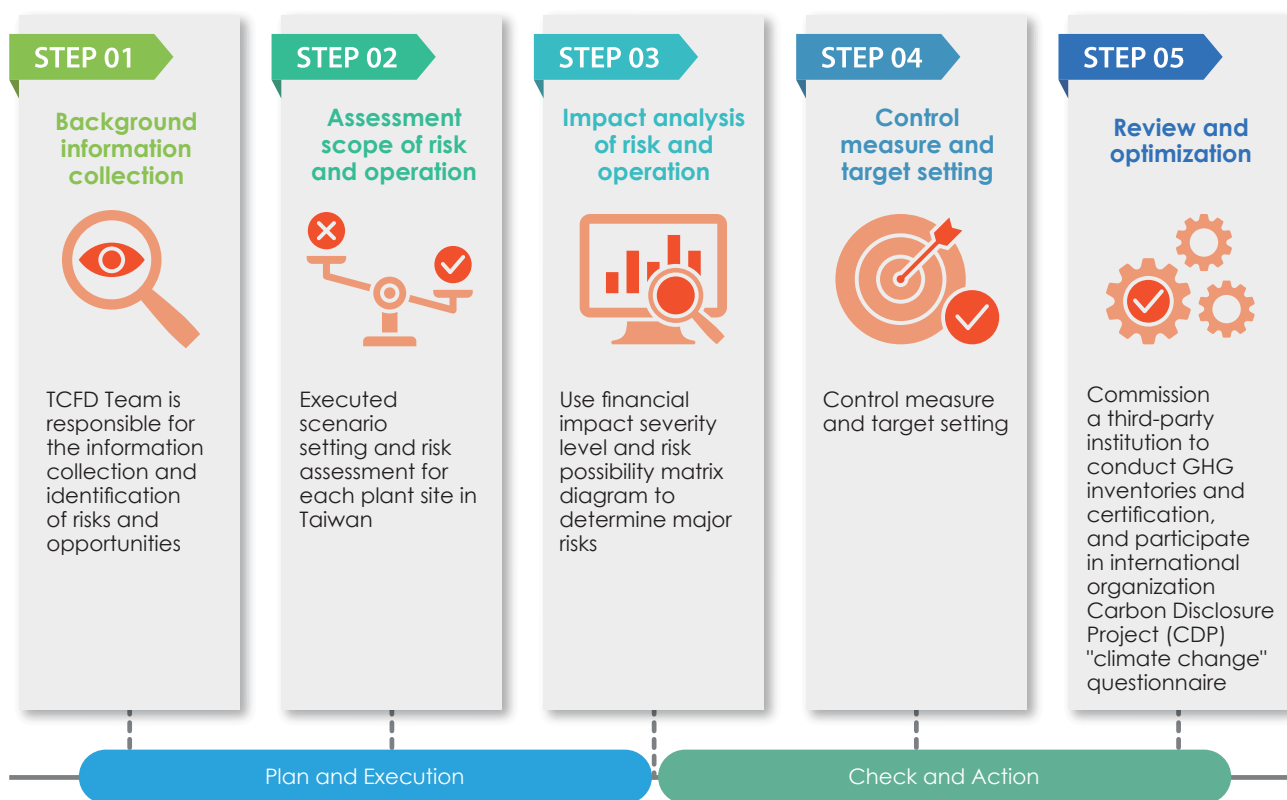 STEP 01
Background
information
collection
TCFD Team is
responsible for
the information
collection and
identification
of risks and
opportunities
STEP 02
Assessment
scope of risk
and operation
Executed
scenario
setting and risk
assessment for
each plant site in
Taiwan
STEP 03
Impact analysis
of risk and
operation
Use financial
impact severity
level and risk
possibility matrix
diagram to
determine major
risks
STEP 04
Control
measure and
target setting
Control measure
and target setting
STEP 05
Review and
optimization
Commission
a third-party
institution to
conduct GHG
inventories and
certification,
and participate
in international
organization
Carbon Disclosure
Project (CDP)
"climate change"
questionnaire
Plan and Execution
Check and Action